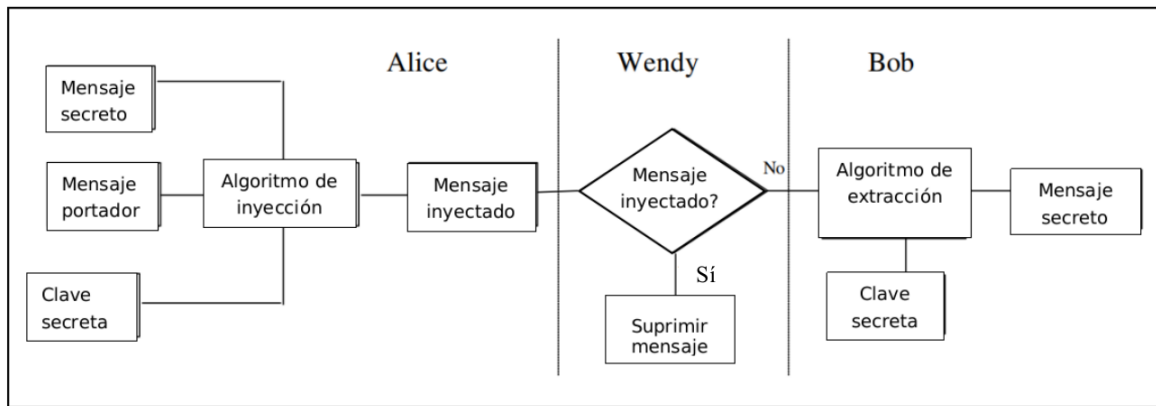 Alice
Wendy
Bob
Mensaje
secreto
Mensaje
portador
Clave
secreta
Algoritmo de
inyección
Mensaje
inyectado
Mensaje
inyectado?
No
Sí
Suprimir
mensaje
Algoritmo de
extracción
Clave
secreta
Mensaje
secreto